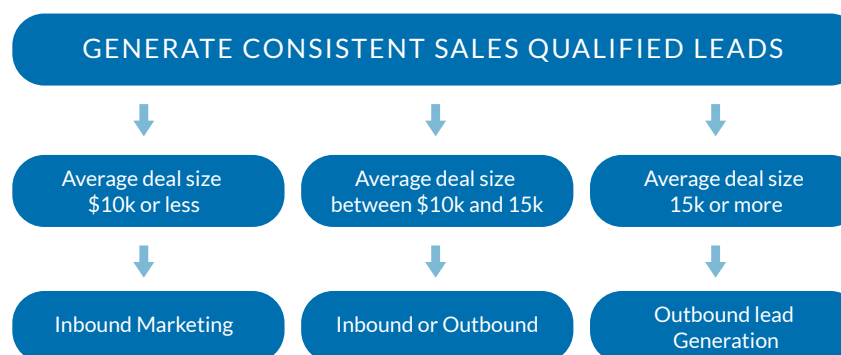 GENERATE CONSISTENT SALES QUALIFIED LEADS
Average deal size
$10k or less
Average deal size
between $10k and 15k
Average deal size
15k or more
Inbound Marketing
Inbound or Outbound
Outbound lead
Generation